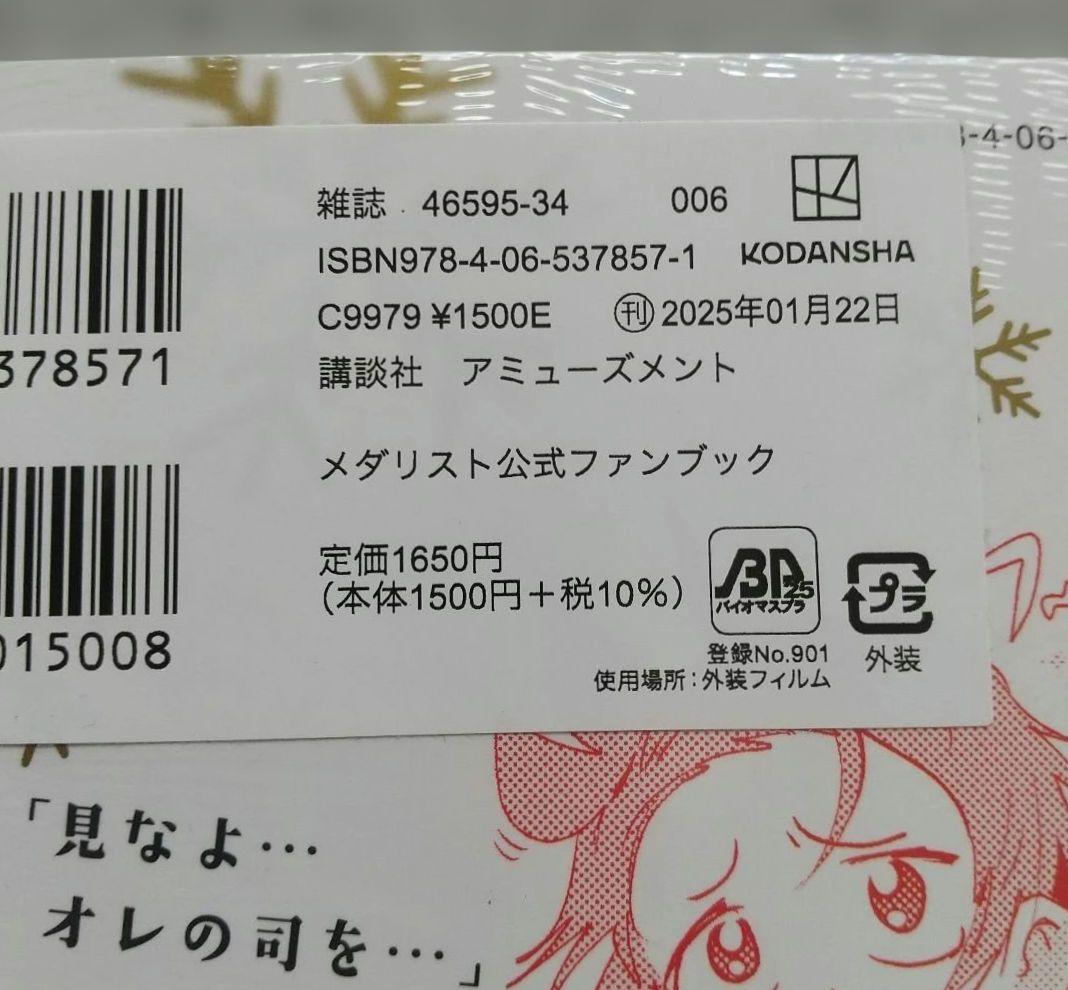 -4-06-
雑誌 46595-34 006
ISBN978-4-06-537857-1 KODANSHA
C9979 ¥1500E ㊞2025年01月22日
講談社 アミューズメント
378571
メダリスト公式ファンブック
定価1650円
(本体1500円+税10%)
バイオマスプラ
25
プラ
015008
登録No.901
外装
使用場所:外装フィルム
「見なよ…
オレの司を…」